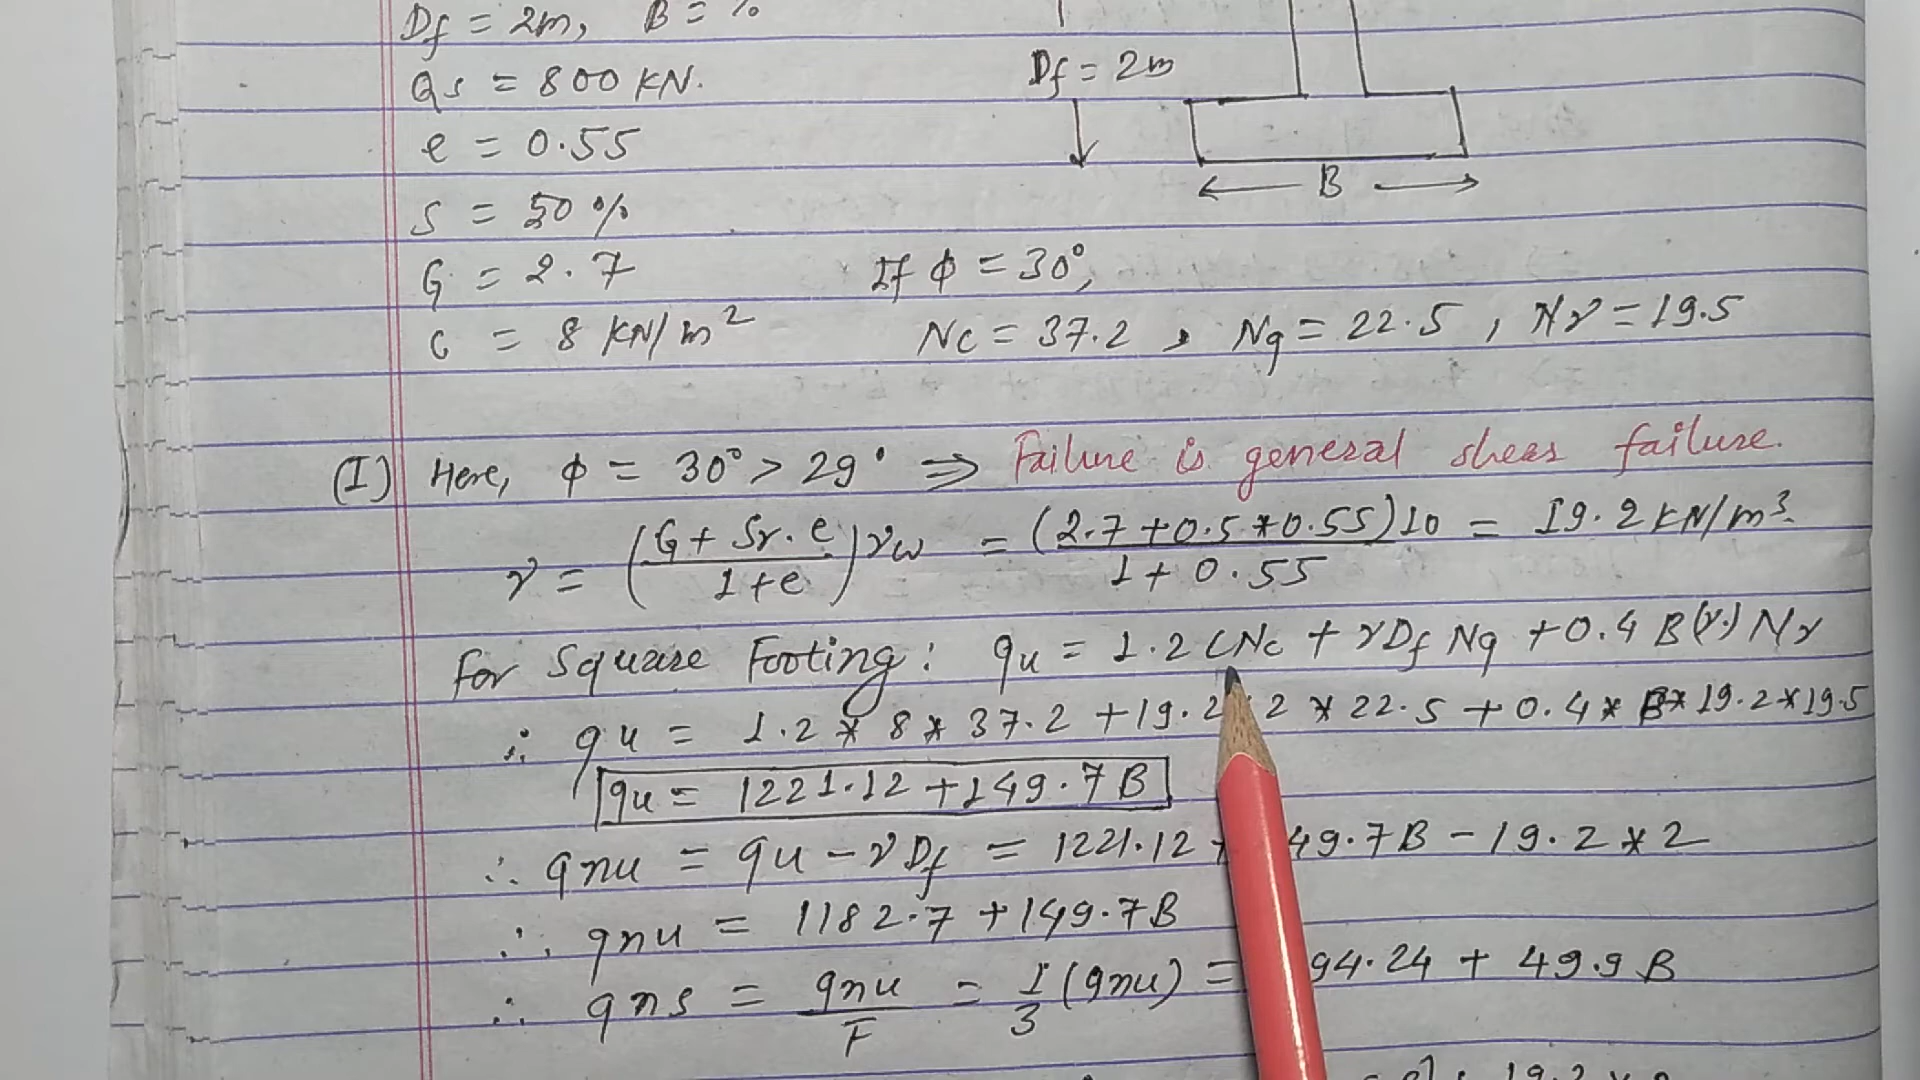 Df = 2m, B = %
Qs = 800 KN.
Df = 2m
e = 0.55
B
S = 50 %
G = 2.7
If ϕ = 30°,
C = 8 KN/m²
Nc = 37.2 , Nq = 22.5 , Nγ = 19.5
(I) Here, ϕ = 30° > 29° ⇒ Failure is general shear failure.
γ = (G + Sr. e / 1+e) γw = (2.7 + 0.5 * 0.55) 10 / 1 + 0.55 = 19.2 KN/m³.
For Square Footing : qu = 1.2 CNc + γDf Nq + 0.4 B(γ.) Nγ
∴ qu = 1.2 * 8 * 37.2 + 19.2 2 * 22.5 + 0.4 * B * 19.2 * 19.5
qu = 1221.12 + 149.7 B
∴ qnu = qu - γDf = 1221.12 + 49.7B - 19.2 * 2
∴ qnu = 1182.7 + 149.7B
∴ qns = qnu / F = 1/3 (qnu) = 94.24 + 49.9 B